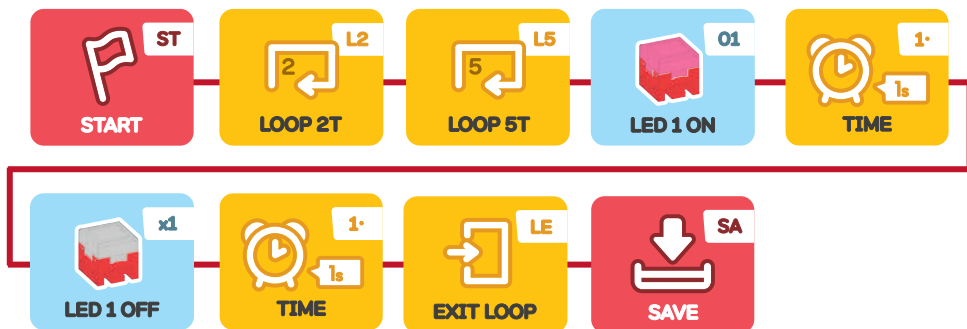 ST
START
L2
2
LOOP 2T
L5
5
LOOP 5T
01
LED 1 ON
1·
1s
TIME
x1
LED 1 OFF
1·
1s
TIME
LE
EXIT LOOP
SA
SAVE